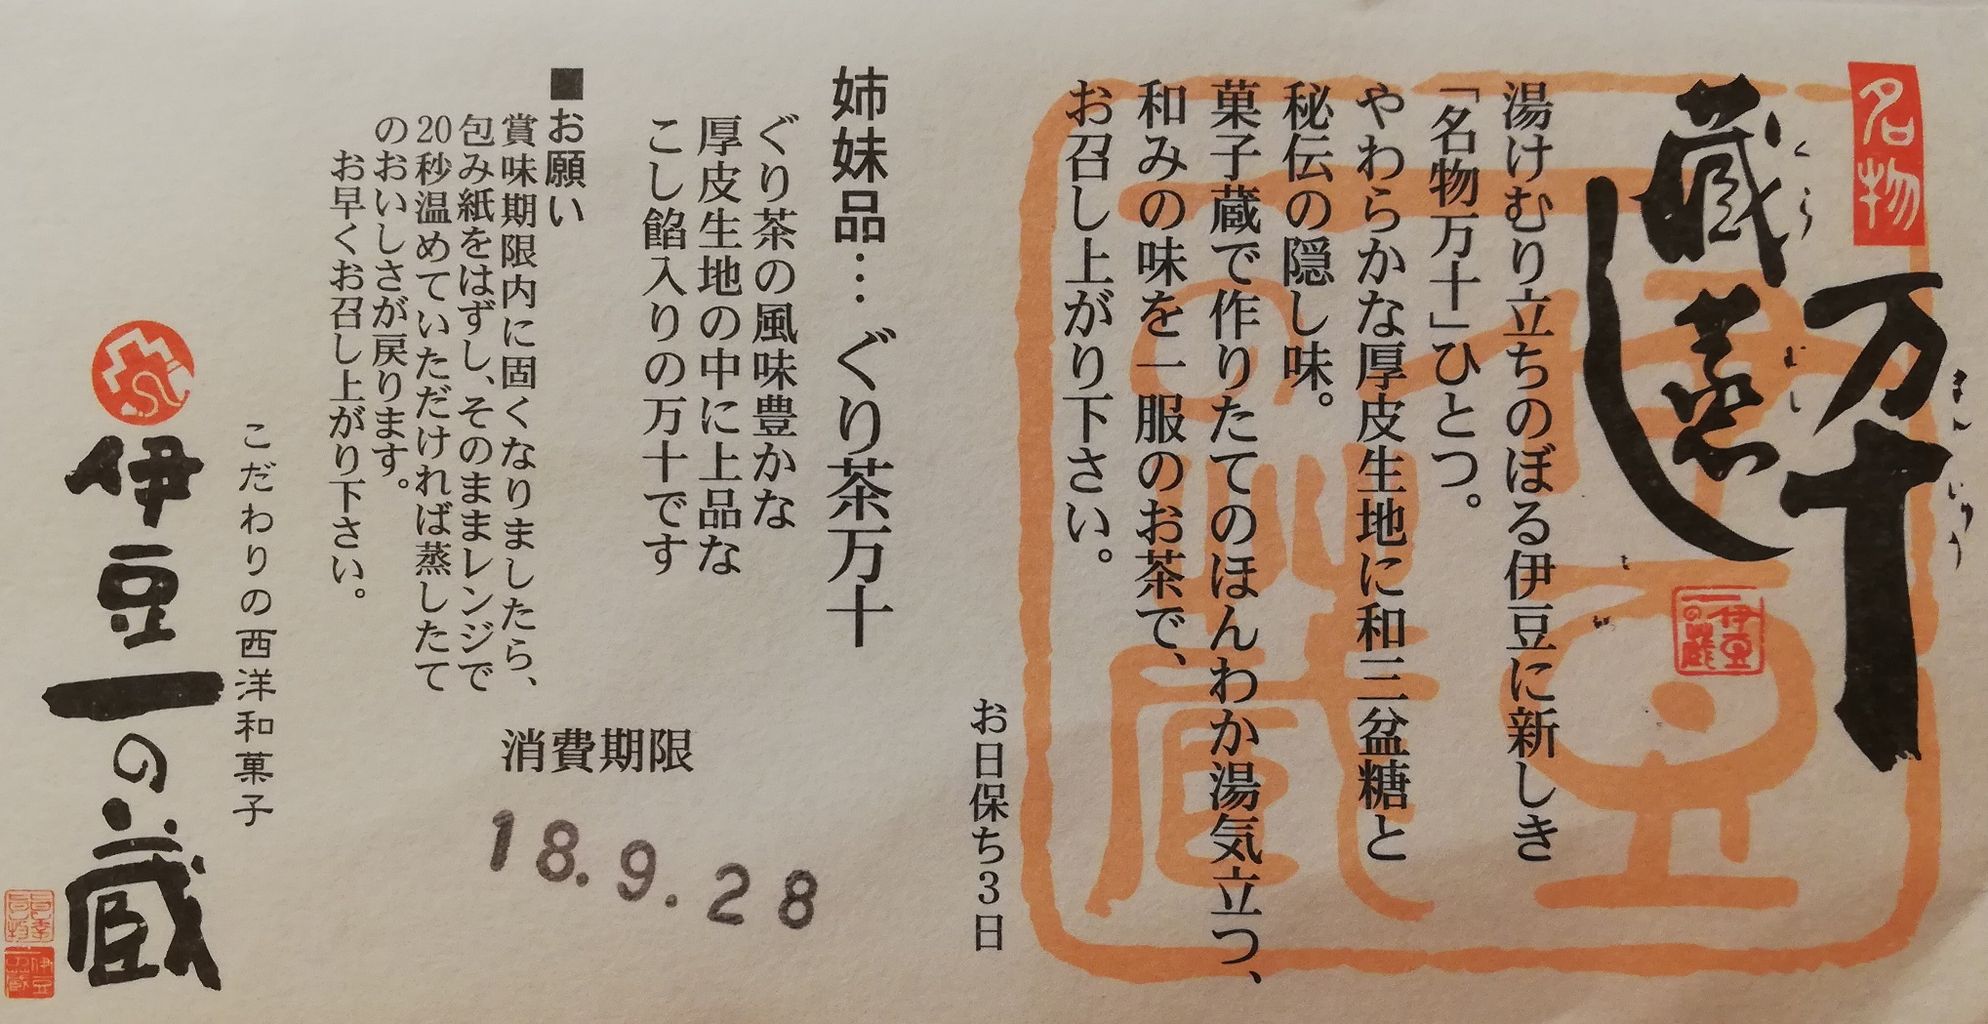 名物
蔵蒸し
くらむし
万十
まんじゅう
伊豆
一の蔵
湯けむり立ちのぼる伊豆に新しき
「名物万十」ひとつ。
やわらかな厚皮生地に和三盆糖と
秘伝の隠し味。
菓子蔵で作りたてのほんわか湯気立つ、
和みの味を一服のお茶で、
お召し上がり下さい。
お日保ち3日
姉妹品…ぐり茶万十
ぐり茶の風味豊かな
厚皮生地の中に上品な
こし餡入りの万十です
■お願い
賞味期限内に固くなりましたら、
包み紙をはずし、そのままレンジで
20秒温めていただければ蒸したて
のおいしさが戻ります。
お早くお召し上がり下さい。
消費期限
18.9.28
こだわりの西洋和菓子
伊豆一の蔵